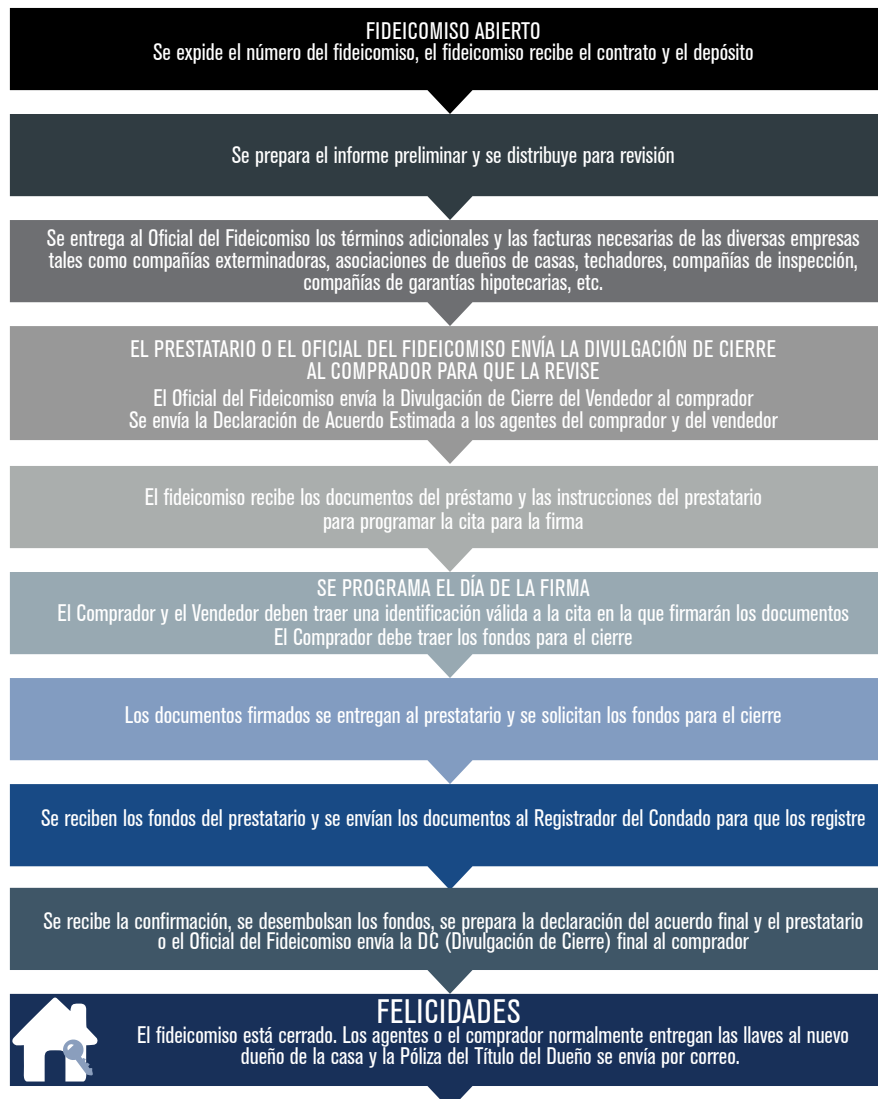 FIDEICOMISO ABIERTO
Se expide el número del fideicomiso, el fideicomiso recibe el contrato y el depósito
Se prepara el informe preliminar y se distribuye para revisión
Se entrega al Oficial del Fideicomiso los términos adicionales y las facturas necesarias de las diversas empresas
tales como compañías exterminadoras, asociaciones de dueños de casas, techadores, compañías de inspección,
compañías de garantías hipotecarias, etc.
EL PRESTATARIO O EL OFICIAL DEL FIDEICOMISO ENVÍA LA DIVULGACIÓN DE CIERRE
AL COMPRADOR PARA QUE LA REVISE
El Oficial del Fideicomiso envía la Divulgación de Cierre del Vendedor al comprador
Se envía la Declaración de Acuerdo Estimada a los agentes del comprador y del vendedor
El fideicomiso recibe los documentos del préstamo y las instrucciones del prestatario
para programar la cita para la firma
SE PROGRAMA EL DÍA DE LA FIRMA
El Comprador y el Vendedor deben traer una identificación válida a la cita en la que firmarán los documentos
El Comprador debe traer los fondos para el cierre
Los documentos firmados se entregan al prestatario y se solicitan los fondos para el cierre
Se reciben los fondos del prestatario y se envían los documentos al Registrador del Condado para que los registre
Se recibe la confirmación, se desembolsan los fondos, se prepara la declaración del acuerdo final y el prestatario
o el Oficial del Fideicomiso envía la DC (Divulgación de Cierre) final al comprador
FELICIDADES
El fideicomiso está cerrado. Los agentes o el comprador normalmente entregan las llaves al nuevo
dueño de la casa y la Póliza del Título del Dueño se envía por correo.